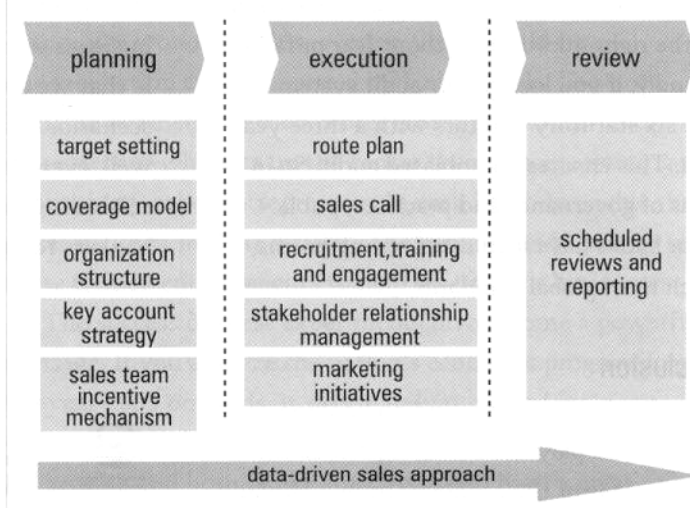 planning
target setting
coverage model
organization
structure
key account
strategy
sales team
incentive
mechanism
execution
route plan
sales call
recruitment,training
and engagement
stakeholder relationship
management
marketing
initiatives
review
scheduled
reviews and
reporting
data-driven sales approach